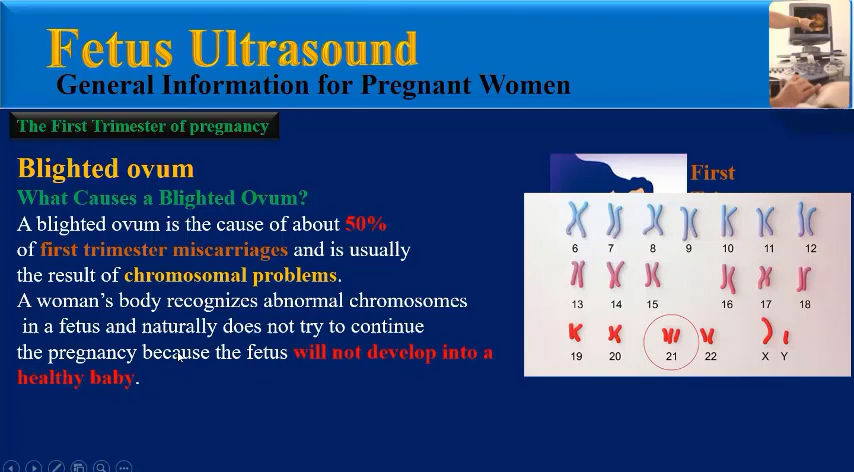 Fetus Ultrasound
General Information for Pregnant Women
The First Trimester of pregnancy
Blighted ovum
What Causes a Blighted Ovum?
A blighted ovum is the cause of about 50%
of first trimester miscarriages and is usually
the result of chromosomal problems.
A woman's body recognizes abnormal chromosomes
in a fetus and naturally does not try to continue
the pregnancy because the fetus will not develop into a
healthy baby.
First
6 7 8 9 10 11 12
13 14 15 16 17 18
19 20 21 22 X Y